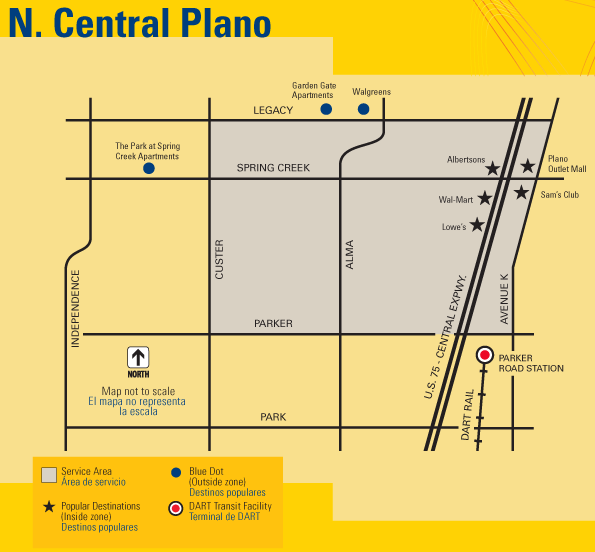 N. Central Plano
Garden Gate
Apartments
Walgreens
LEGACY
The Park at Spring
Creek Apartments
Albertsons
Plano
Outlet Mall
SPRING CREEK
Wal-Mart
Sam's Club
Lowe's
CUSTER
ALMA
INDEPENDENCE
U.S. 75 - CENTRAL EXPWY.
AVENUE K
PARKER
NORTH
PARKER
ROAD STATION
Map not to scale
El mapa no representa
la escala
DART RAIL
PARK
Service Area
Área de servicio
Blue Dot
(Outside zone)
Destinos populares
Popular Destinations
(Inside zone)
Destinos populares
DART Transit Facility
Terminal de DART